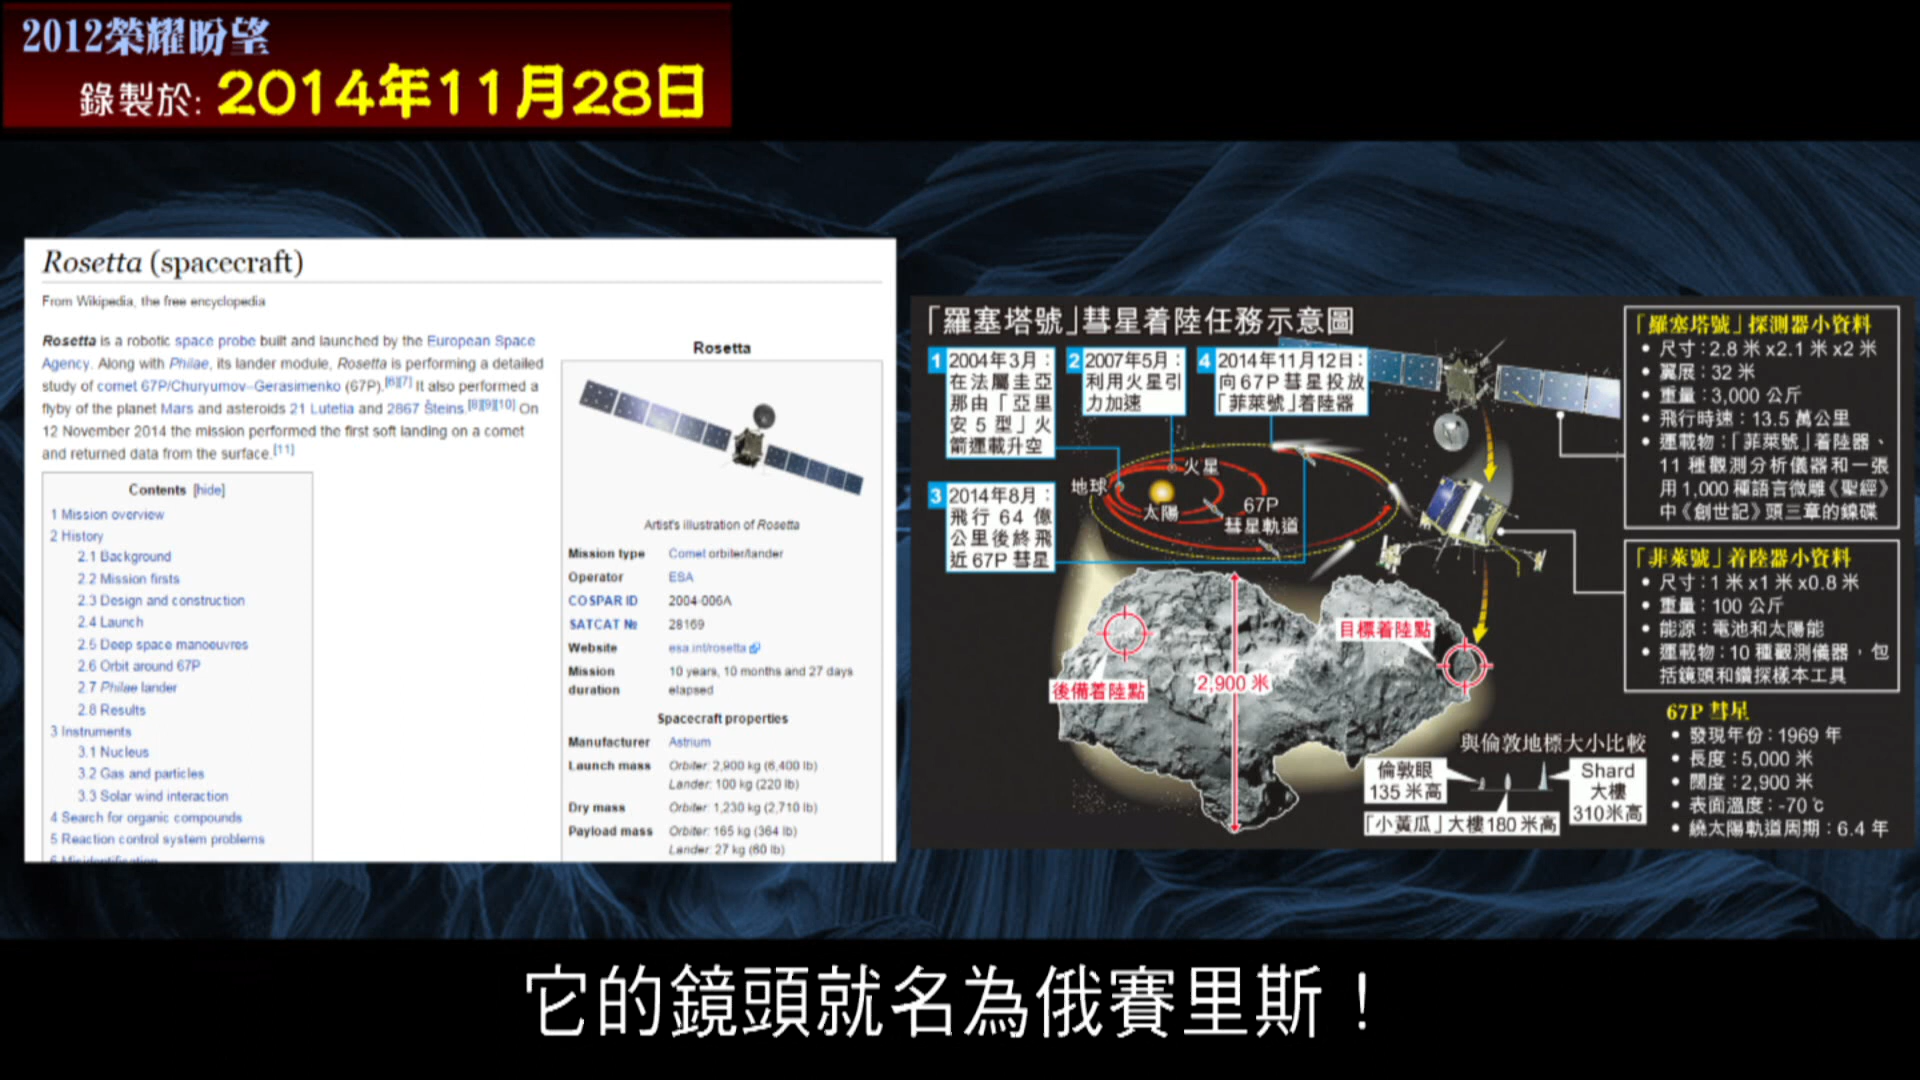 2012榮耀盼望
錄製於: 2014年11月28日
Rosetta (spacecraft)
From Wikipedia, the free encyclopedia
Rosetta is a robotic space probe built and launched by the European Space
Agency. Along with Philae, its lander module, Rosetta is performing a detailed
study of comet 67P/Churyumov–Gerasimenko (67P).[6][7] It also performed a
flyby of the planet Mars and asteroids 21 Lutetia and 2867 Šteins.[8][9][10] On
12 November 2014 the mission performed the first soft landing on a comet
and returned data from the surface.[11]
Contents [hide]
1 Mission overview
2 History
2.1 Background
2.2 Mission firsts
2.3 Design and construction
2.4 Launch
2.5 Deep space manoeuvres
2.6 Orbit around 67P
2.7 Philae lander
2.8 Results
3 Instruments
3.1 Nucleus
3.2 Gas and particles
3.3 Solar wind interaction
4 Search for organic compounds
5 Reaction control system problems
6 Misidentification
Rosetta
Artist's illustration of Rosetta
Mission type Comet orbiter/lander
Operator ESA
COSPAR ID 2004-006A
SATCAT № 28169
Website esa.int/rosetta
Mission duration 10 years, 10 months and 27 days
elapsed
Spacecraft properties
Manufacturer Astrium
Launch mass Orbiter: 2,900 kg (6,400 lb)
Lander: 100 kg (220 lb)
Dry mass Orbiter: 1,230 kg (2,710 lb)
Payload mass Orbiter: 165 kg (364 lb)
Lander: 27 kg (60 lb)
「羅塞塔號」彗星着陸任務示意圖
1 2004年3月：
在法屬圭亞
那由「亞里
安5型」火
箭運載升空
2 2007年5月：
利用火星引
力加速
4 2014年11月12日：
向67P彗星投放
「菲萊號」着陸器
3 2014年8月：
飛行64億
公里後終飛
近67P彗星
火星
地球
太陽
67P
彗星軌道
後備着陸點
2,900米
目標着陸點
「羅塞塔號」探測器小資料
• 尺寸：2.8米x2.1米x2米
• 翼展：32米
• 重量：3,000公斤
• 飛行時速：13.5萬公里
• 運載物：「菲萊號」着陸器、
11種觀測分析儀器和一張
用1,000種語言微雕《聖經》
中《創世記》頭三章的鎳碟
「菲萊號」着陸器小資料
• 尺寸：1米x1米x0.8米
• 重量：100公斤
• 能源：電池和太陽能
• 運載物：10種觀測儀器，包
括鏡頭和鑽探樣本工具
67P彗星
• 發現年份：1969年
• 長度：5,000米
• 闊度：2,900米
• 表面溫度：-70℃
• 繞太陽軌道周期：6.4年
與倫敦地標大小比較
倫敦眼
135米高
「小黃瓜」大樓180米高
Shard
大樓
310米高
它的鏡頭就名為俄賽里斯！